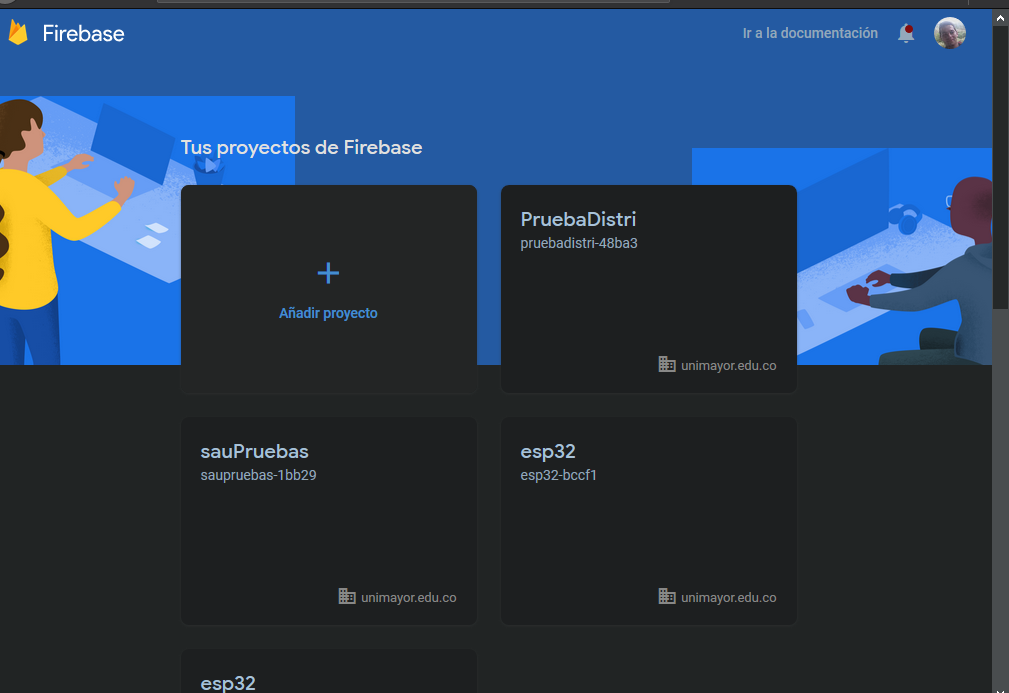 Firebase
Ir a la documentación
Tus proyectos de Firebase
Añadir proyecto
PruebaDistri
pruebadistri-48ba3
unimayor.edu.co
sauPruebas
saupruebas-1bb29
unimayor.edu.co
esp32
esp32-bccf1
unimayor.edu.co
esp32